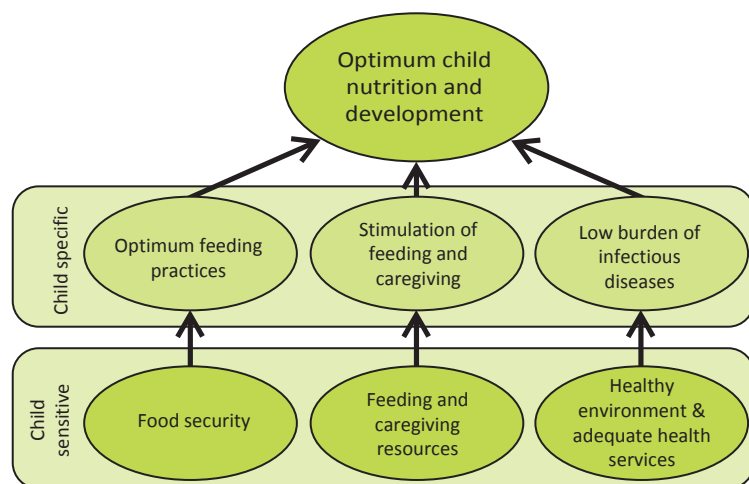 Optimum child
nutrition and
development
Child specific
Optimum feeding
practices
Stimulation of
feeding and
caregiving
Low burden of
infectious
diseases
Child
sensitive
Food security
Feeding and
caregiving
resources
Healthy
environment &
adequate health
services